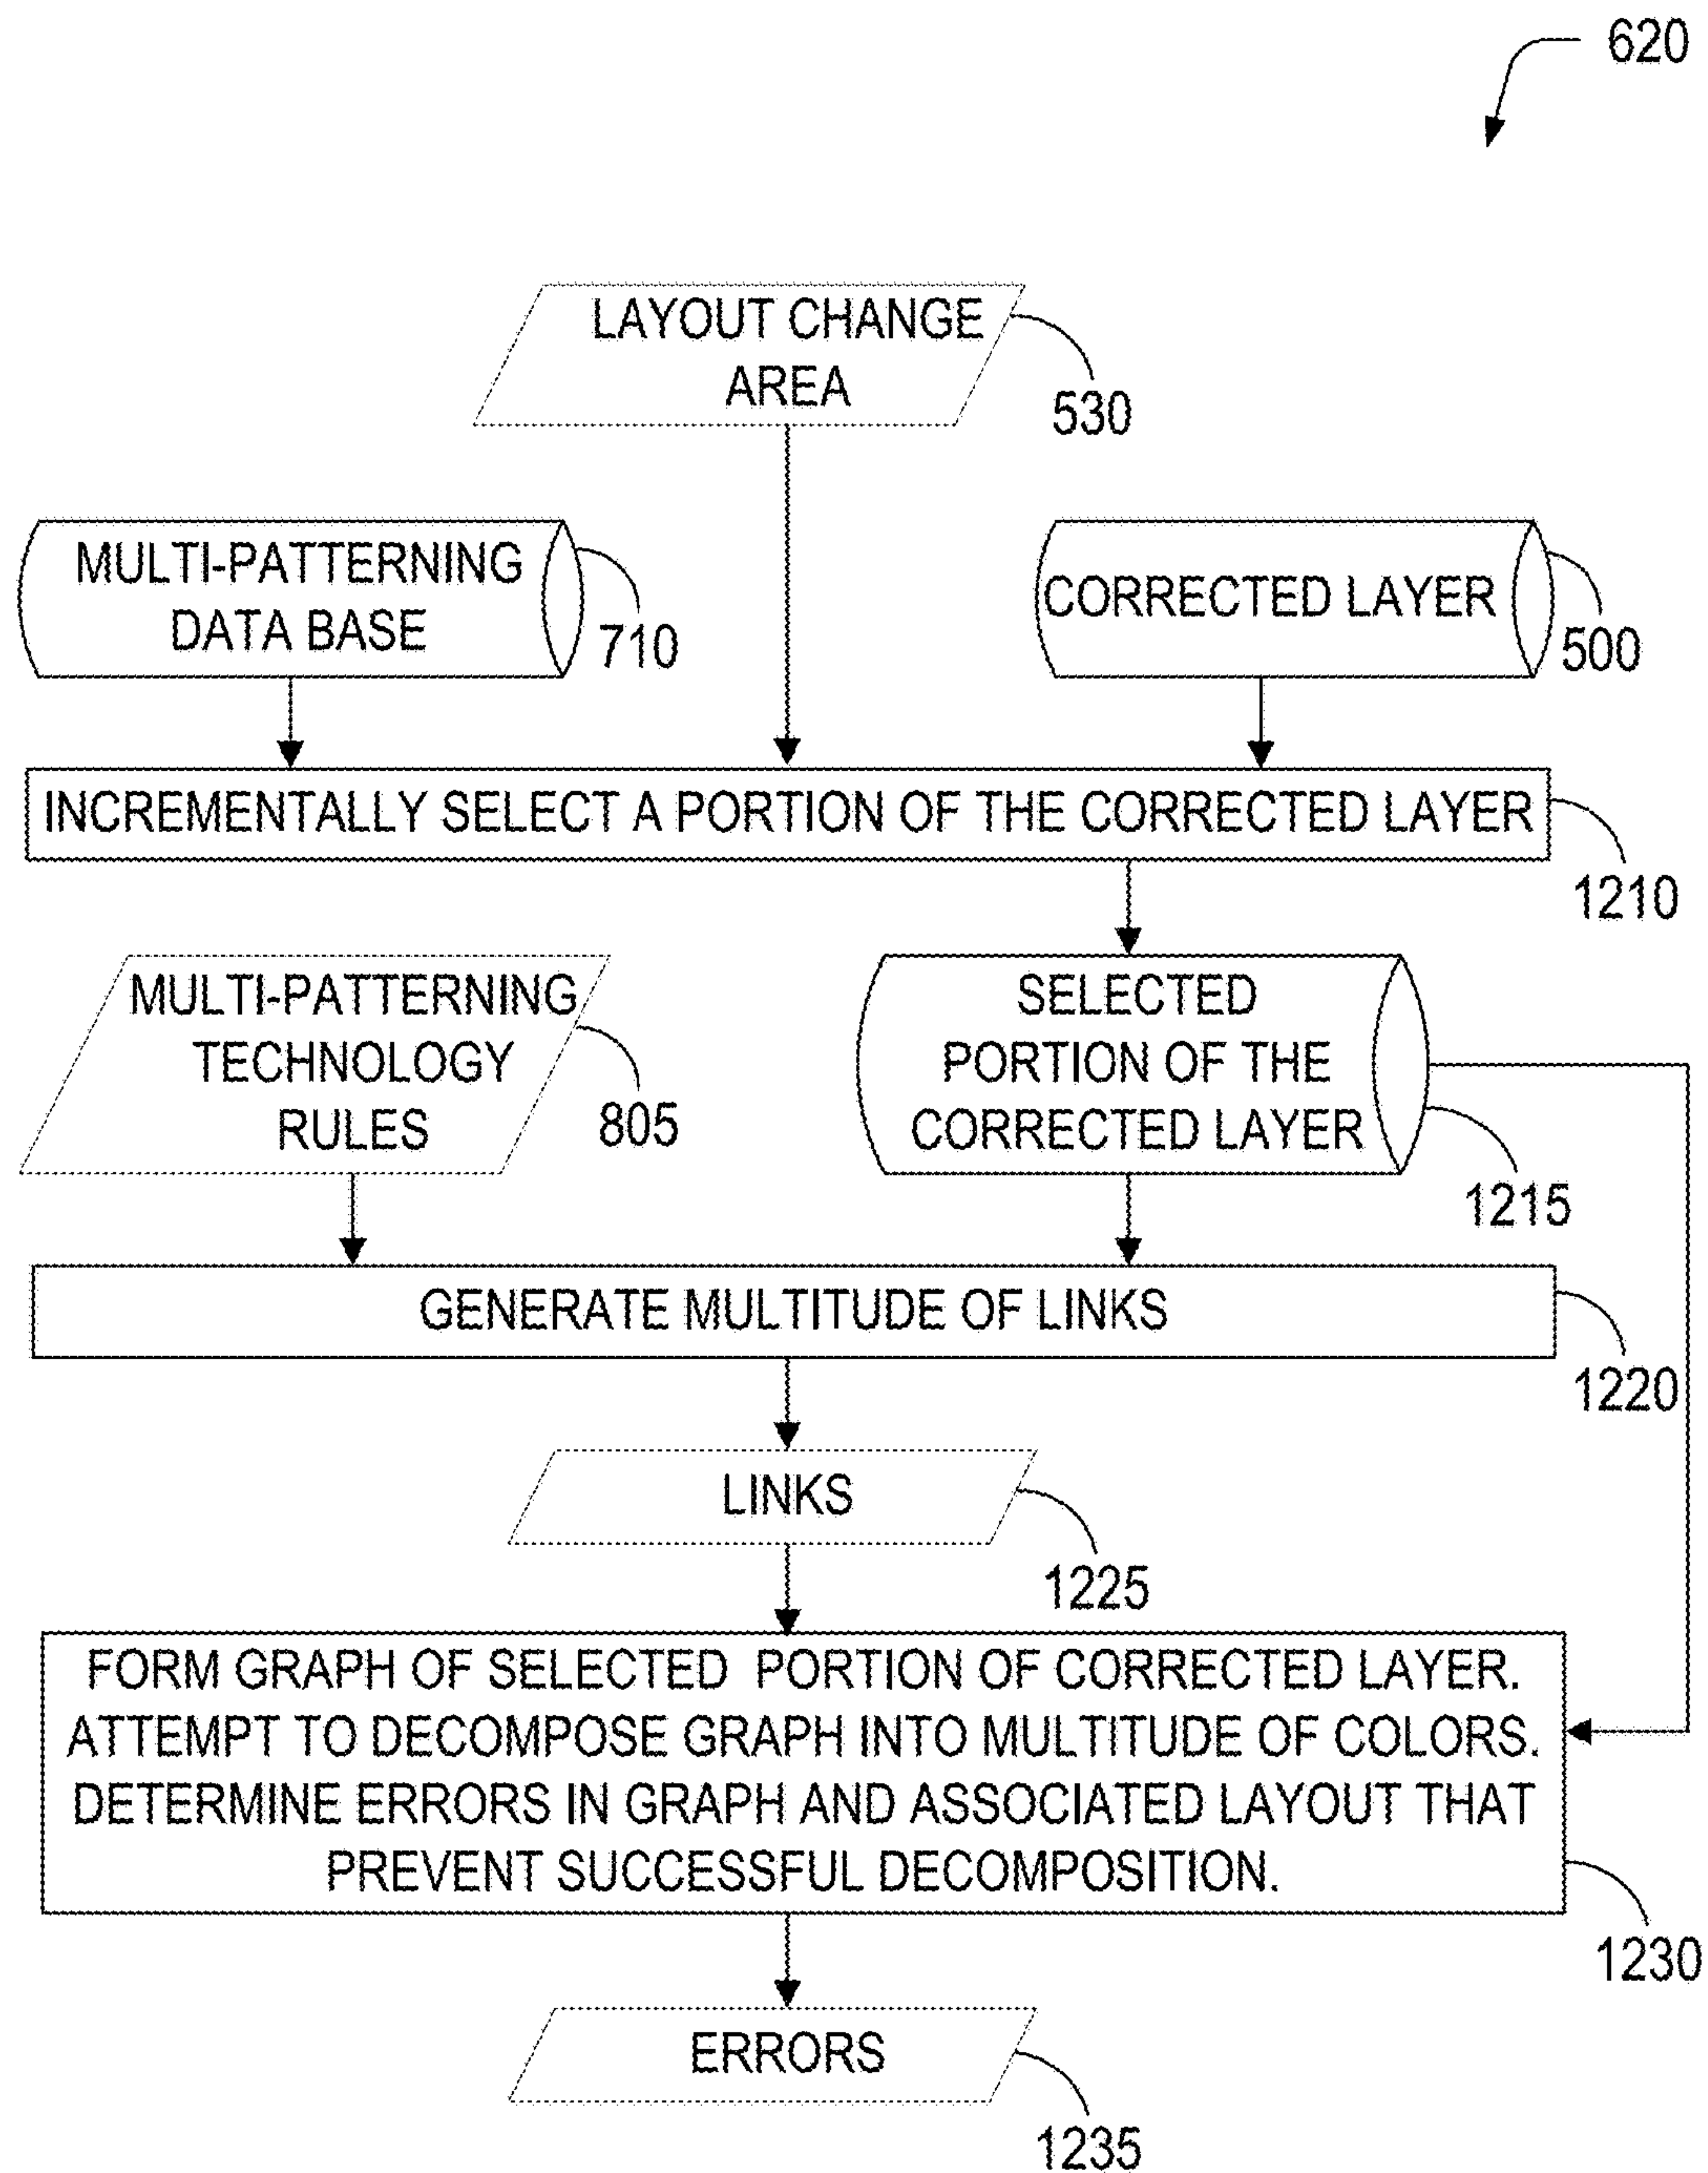 620
LAYOUT CHANGE
AREA
530
MULTI-PATTERNING
DATA BASE
710
CORRECTED LAYER
500
INCREMENTALLY SELECT A PORTION OF THE CORRECTED LAYER
1210
MULTI-PATTERNING
TECHNOLOGY
RULES
805
SELECTED
PORTION OF THE
CORRECTED LAYER
1215
GENERATE MULTITUDE OF LINKS
1220
LINKS
1225
FORM GRAPH OF SELECTED PORTION OF CORRECTED LAYER.
ATTEMPT TO DECOMPOSE GRAPH INTO MULTITUDE OF COLORS.
DETERMINE ERRORS IN GRAPH AND ASSOCIATED LAYOUT THAT
PREVENT SUCCESSFUL DECOMPOSITION.
1230
ERRORS
1235